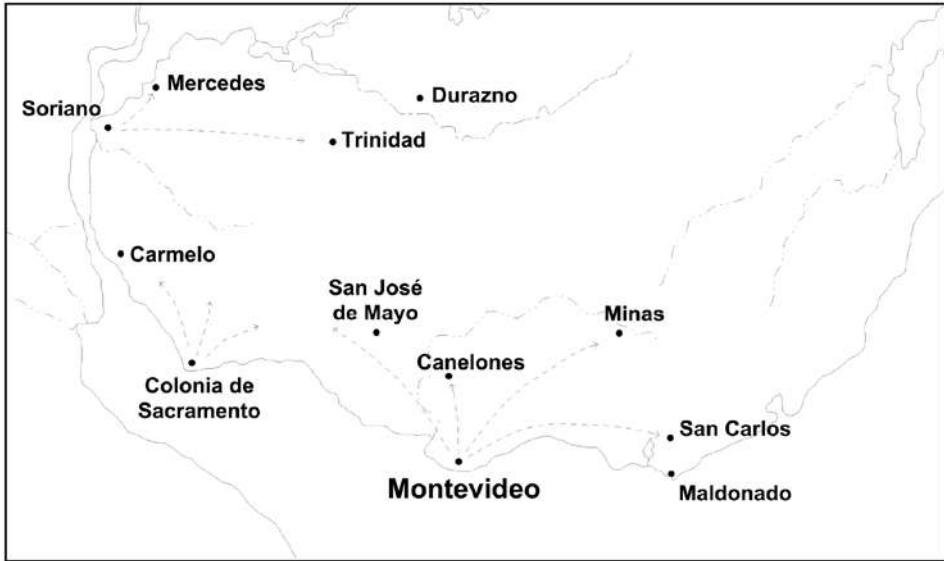 Mercedes
Durazno
Soriano
Trinidad
Carmelo
San José
de Mayo
Minas
Canelones
Colonia de
Sacramento
San Carlos
Montevideo
Maldonado